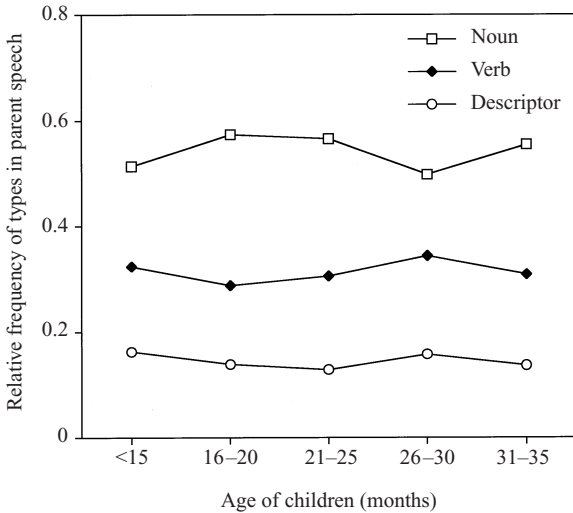 Relative frequency of types in parent speech
0.8
0.6
0.4
0.2
0
Noun
Verb
Descriptor
<15 16–20 21–25 26–30 31–35
Age of children (months)